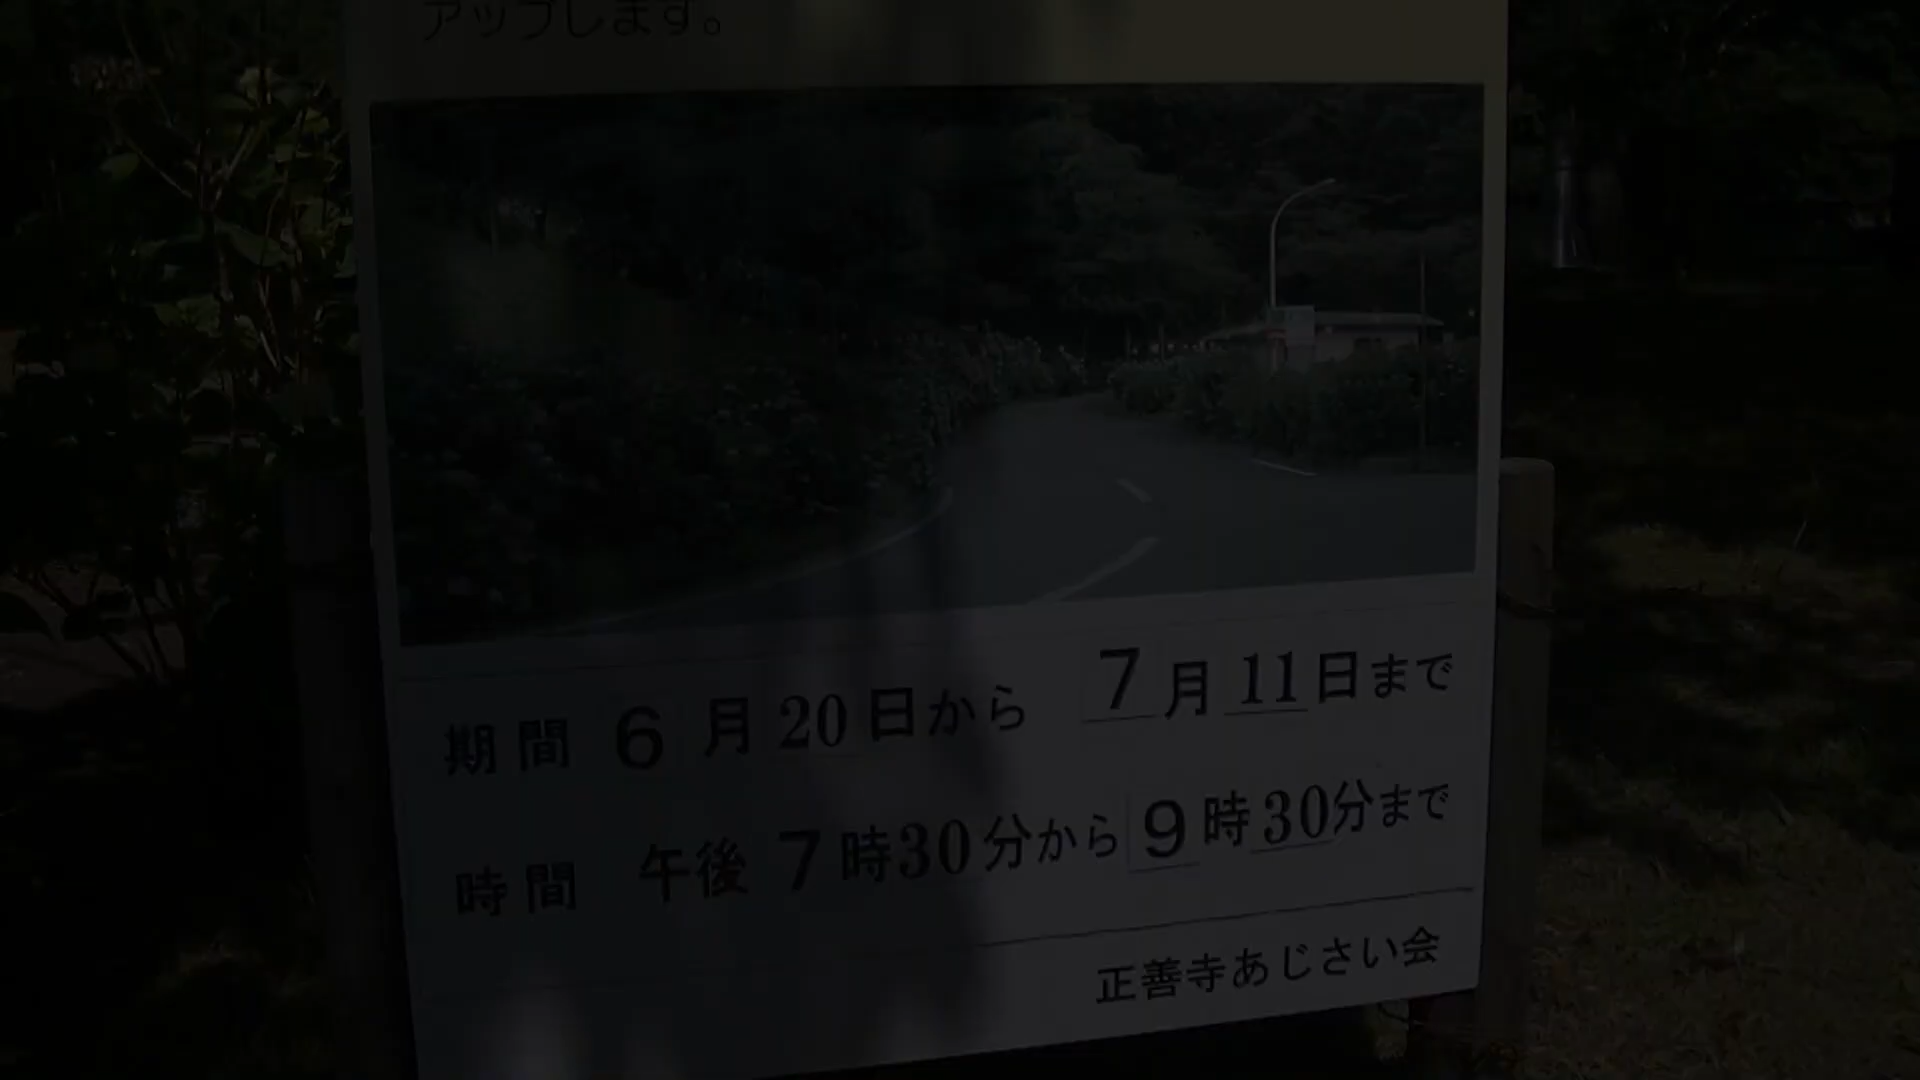 アップします。
期間 6月20日から 7月11日まで
時間 午後7時30分から9時30分まで
正善寺あじさい会